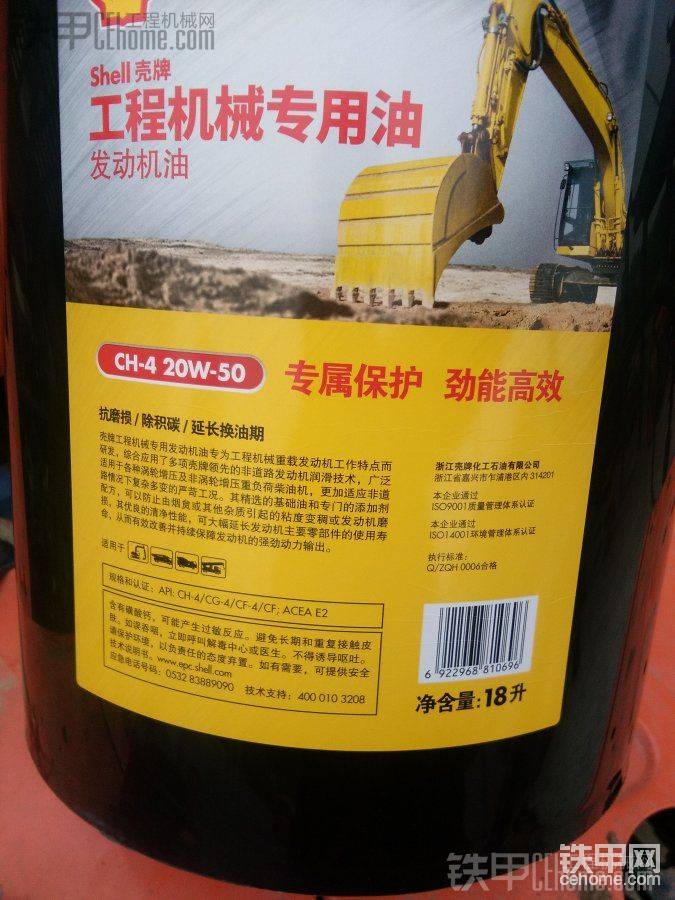 铁甲 工程机械网
CEhome.com
Shell 壳牌
工程机械专用油
发动机油
CH-4 20W-50
专属保护 劲能高效
抗磨损/除积碳/延长换油期
壳牌工程机械专用发动机油专为工程机械重载发动机工作特点而
研发，综合应用了多项壳牌领先的非道路发动机润滑技术，广泛
适用于各种涡轮增压及非涡轮增压重负荷柴油机，更加适应非道
路情况下复杂多变的严苛工况。其精选的基础油和专门的添加剂
配方，可以防止由烟炱或其他杂质引起的粘度变稠或发动机磨
损，其优良的清净性能，可大幅延长发动机主要零部件的使用寿
命，从而有效改善并持续保障发动机的强劲动力输出。
适用于
规格和认证：API: CH-4/CG-4/CF-4/CF; ACEA E2
含有磺酸钙，可能产生过敏反应。避免长期和重复接触皮
肤。如误吞咽，立即呼叫解毒中心或医生。不得诱导呕吐。
请保护环境，以负责任的态度弃置。如有需要，可提供安全
技术说明书。www.epc.shell.com
应急电话号码：0532 83889090 技术支持：400 010 3208
浙江壳牌化工石油有限公司
浙江省嘉兴市乍浦港区内 314201
本企业通过
ISO9001质量管理体系认证
本企业通过
ISO14001环境管理体系认证
执行标准：
Q/ZQH 0006合格
6 922968 810696
净含量：18升
铁甲 工程机械网
CEhome.com
铁甲网
cehome.com